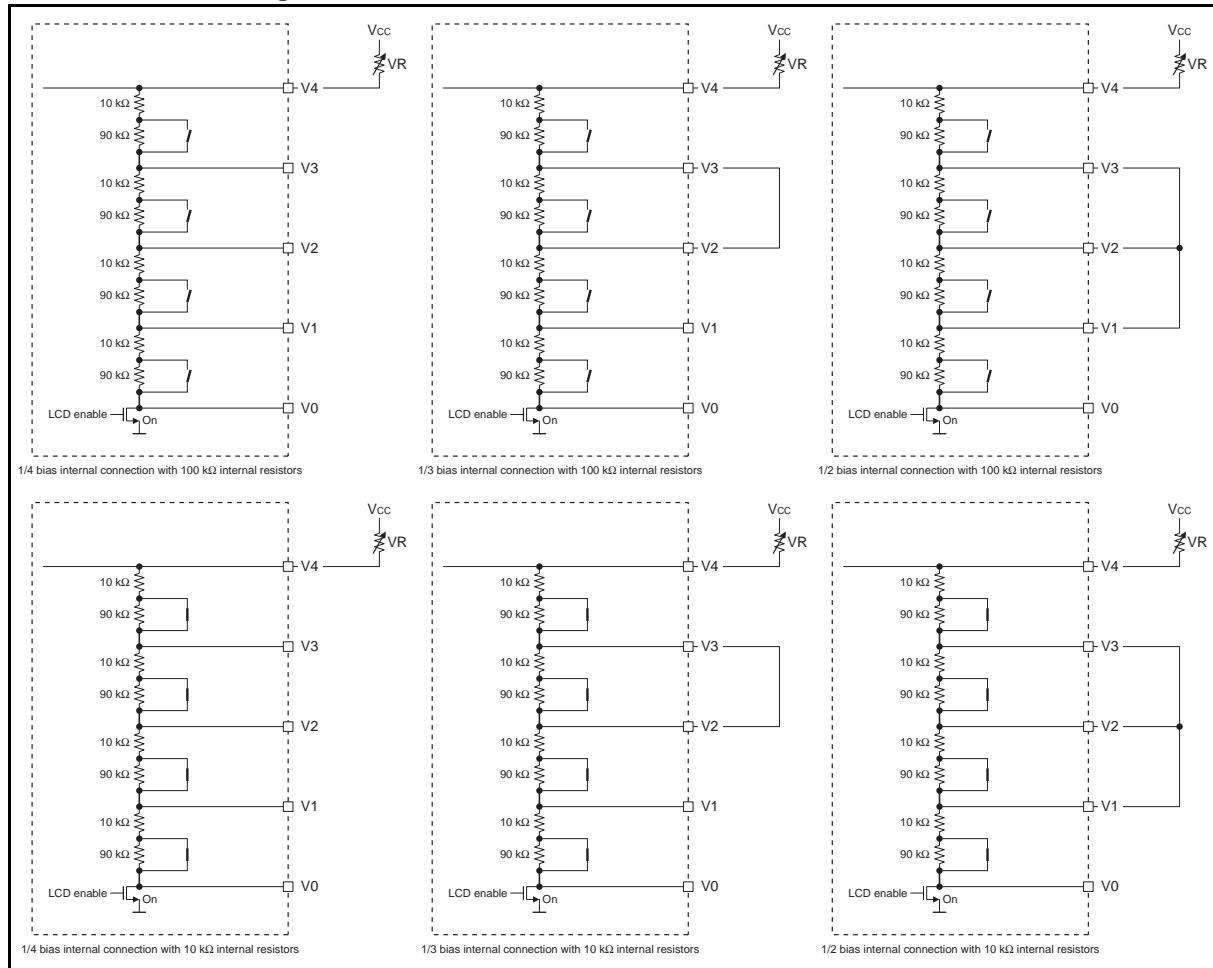 Vcc
VR
V4
10 kΩ
90 kΩ
V3
10 kΩ
90 kΩ
V2
10 kΩ
90 kΩ
V1
10 kΩ
90 kΩ
V0
LCD enable
On
1/4 bias internal connection with 100 kΩ internal resistors
Vcc
VR
V4
10 kΩ
90 kΩ
V3
10 kΩ
90 kΩ
V2
10 kΩ
90 kΩ
V1
10 kΩ
90 kΩ
V0
LCD enable
On
1/3 bias internal connection with 100 kΩ internal resistors
Vcc
VR
V4
10 kΩ
90 kΩ
V3
10 kΩ
90 kΩ
V2
10 kΩ
90 kΩ
V1
10 kΩ
90 kΩ
V0
LCD enable
On
1/2 bias internal connection with 100 kΩ internal resistors
Vcc
VR
V4
10 kΩ
90 kΩ
V3
10 kΩ
90 kΩ
V2
10 kΩ
90 kΩ
V1
10 kΩ
90 kΩ
V0
LCD enable
On
1/4 bias internal connection with 10 kΩ internal resistors
Vcc
VR
V4
10 kΩ
90 kΩ
V3
10 kΩ
90 kΩ
V2
10 kΩ
90 kΩ
V1
10 kΩ
90 kΩ
V0
LCD enable
On
1/3 bias internal connection with 10 kΩ internal resistors
Vcc
VR
V4
10 kΩ
90 kΩ
V3
10 kΩ
90 kΩ
V2
10 kΩ
90 kΩ
V1
10 kΩ
90 kΩ
V0
LCD enable
On
1/2 bias internal connection with 10 kΩ internal resistors